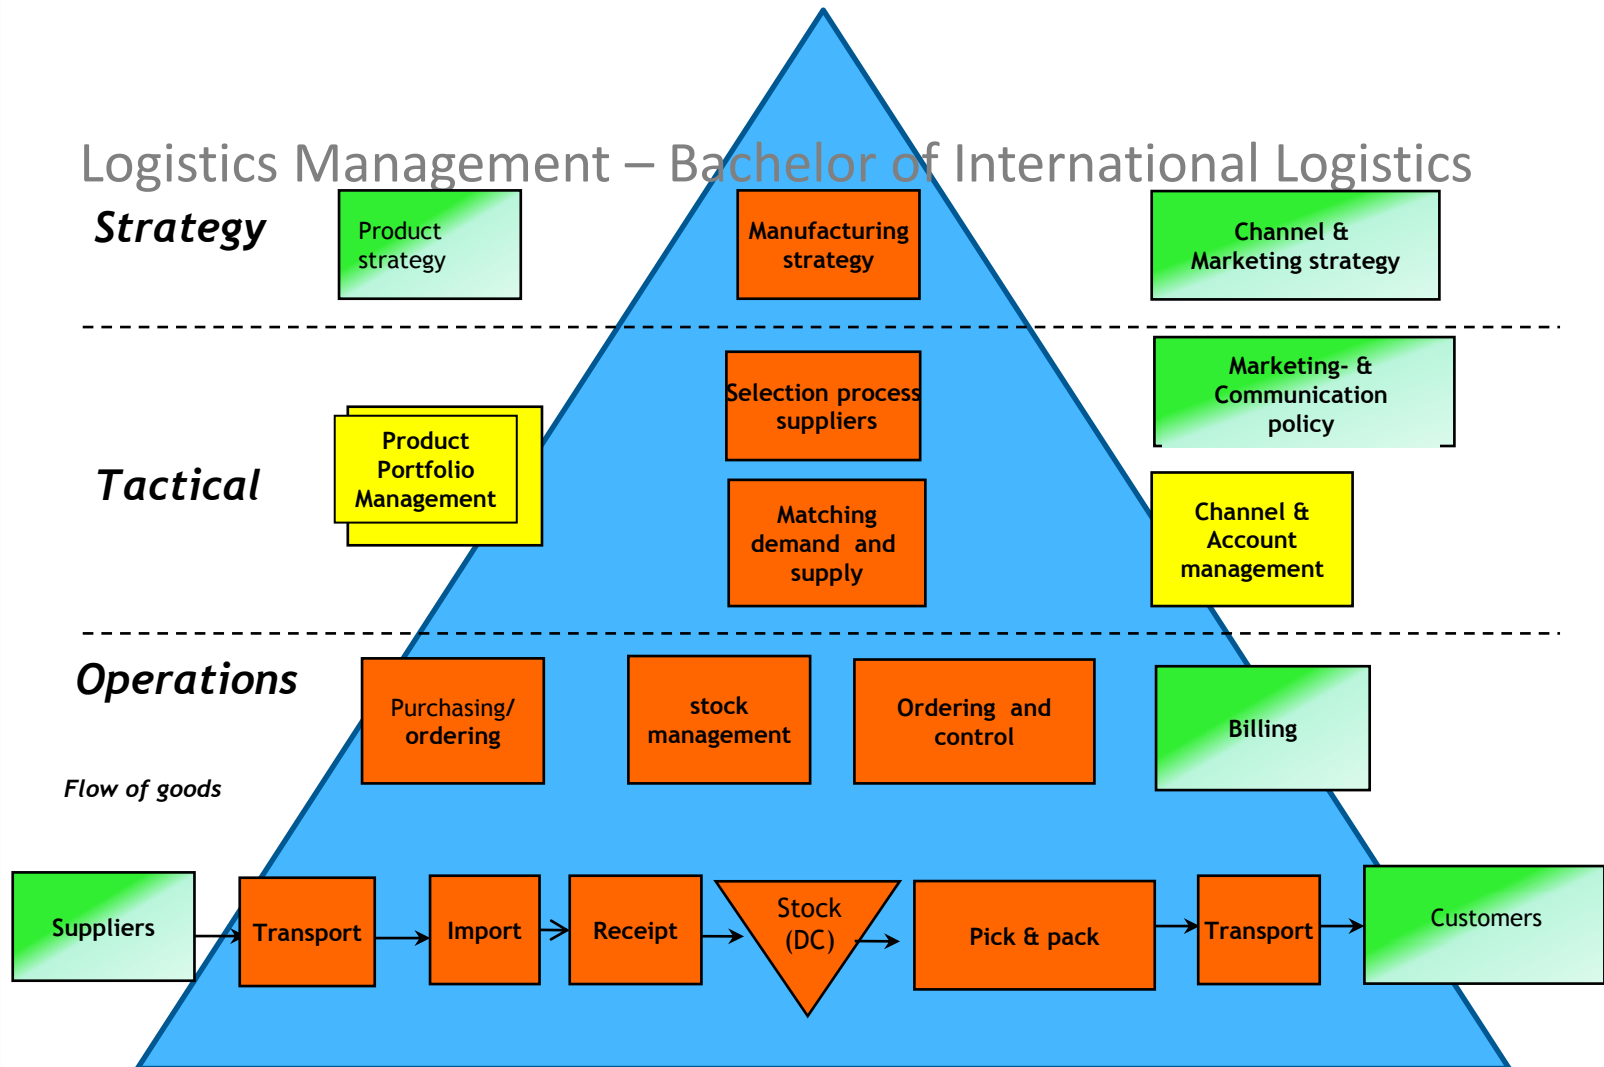 Logistics Management – Bachelor of International Logistics
Strategy
Product
strategy
Manufacturing
strategy
Channel &
Marketing strategy
Tactical
Product
Portfolio
Management
Selection process
suppliers
Matching
demand and
supply
Marketing- &
Communication
policy
Channel &
Account
management
Operations
Purchasing/
ordering
stock
management
Ordering and
control
Billing
Flow of goods
Suppliers
Transport
Import
Receipt
Stock
(DC)
Pick & pack
Transport
Customers